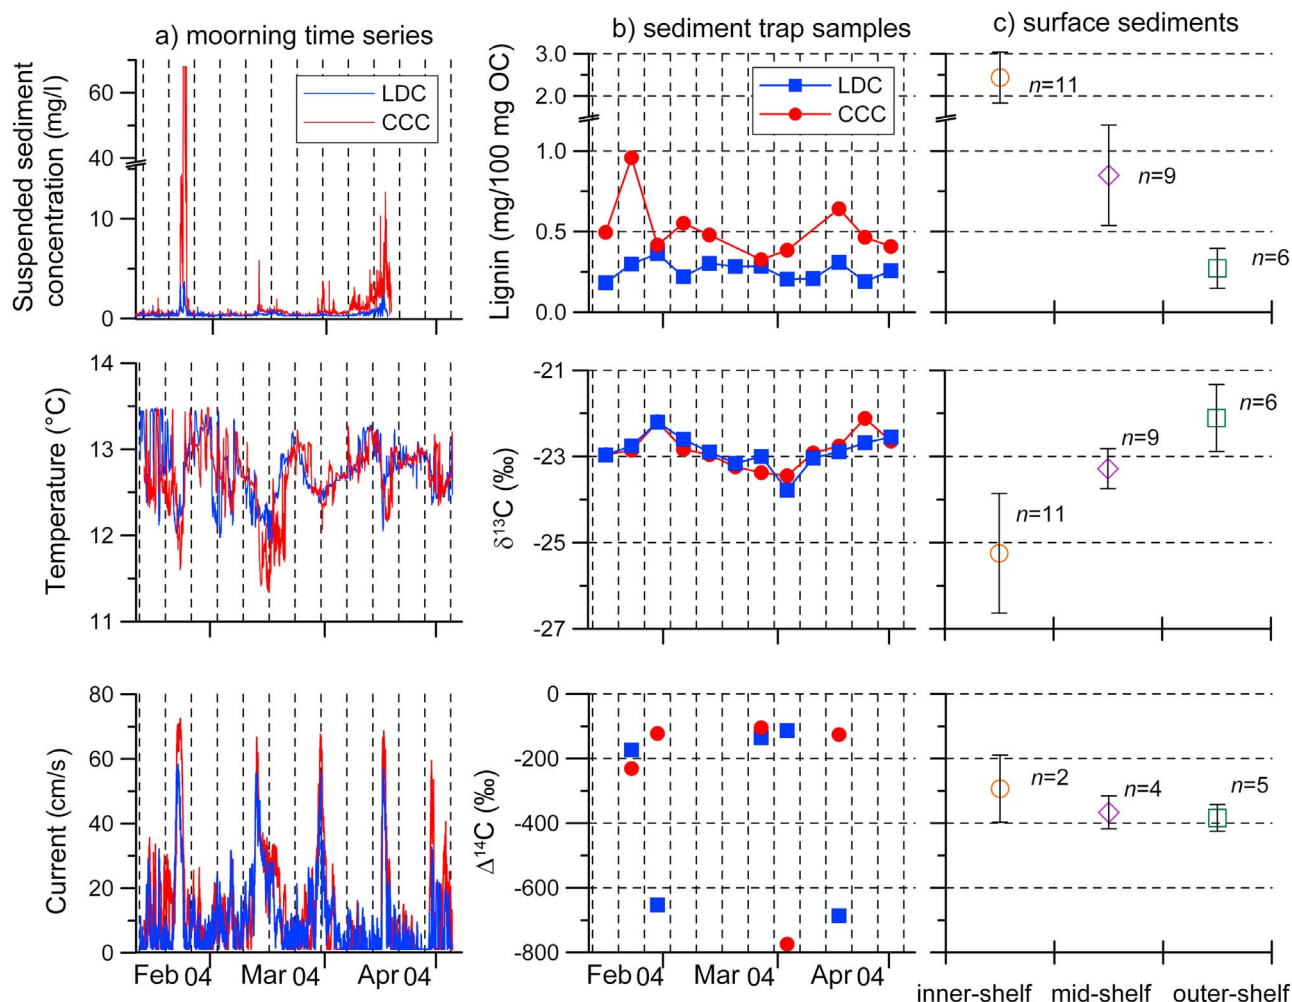 a) moorning time series
b) sediment trap samples
c) surface sediments
Suspended sediment
concentration (mg/l)
60
40
10
0
LDC
CCC
Lignin (mg/100 mg OC)
3.0
2.0
1.0
0.5
0.0
LDC
CCC
n=11
n=9
n=6
Temperature (°C)
14
13
12
11
δ¹³C (‰)
-21
-23
-25
-27
n=11
n=9
n=6
Current (cm/s)
80
60
40
20
0
Feb 04
Mar 04
Apr 04
Δ¹⁴C (‰)
0
-200
-400
-600
-800
Feb 04
Mar 04
Apr 04
n=2
n=4
n=5
inner-shelf
mid-shelf
outer-shelf